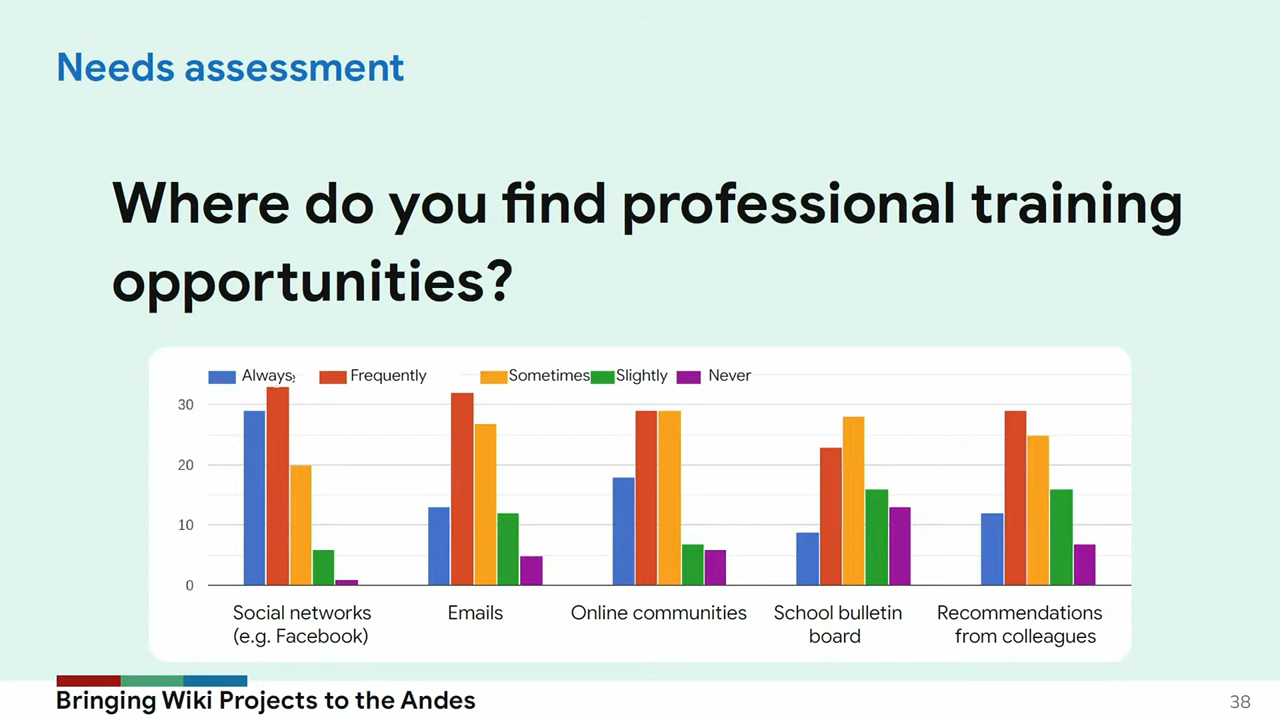 Needs assessment
Where do you find professional training
opportunities?
Always Frequently Sometimes Slightly Never
30
20
10
0
Social networks
(e.g. Facebook)
Emails
Online communities
School bulletin
board
Recommendations
from colleagues
Bringing Wiki Projects to the Andes
38